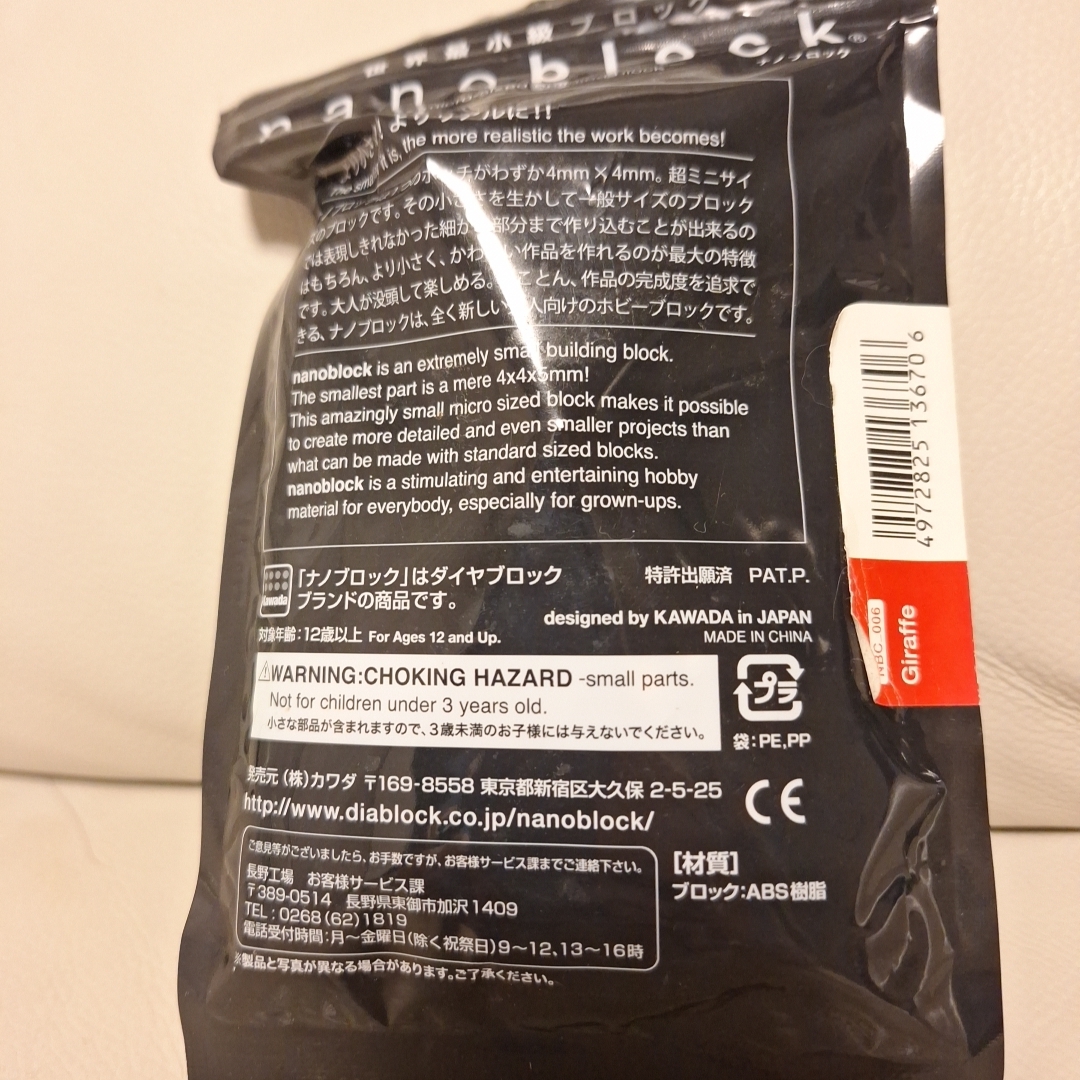 世界最小級ブロック
nanoblock®
ナノブロック
よりリアルに!!
it is, the more realistic the work becomes!
ポッチがわずか4mm×4mm。超ミニサイ
ズのブロックです。その小ささを生かして一般サイズのブロック
では表現しきれなかった細かい部分まで作り込むことが出来るの
はもちろん、より小さく、かわいい作品を作れるのが最大の特徴
です。大人が没頭して楽しめる。とことん、作品の完成度を追求で
きる、ナノブロックは、全く新しい大人向けのホビーブロックです。
nanoblock is an extremely small building block.
The smallest part is a mere 4x4x5mm!
This amazingly small micro sized block makes it possible
to create more detailed and even smaller projects than
what can be made with standard sized blocks.
nanoblock is a stimulating and entertaining hobby
material for everybody, especially for grown-ups.
Kawada
「ナノブロック」はダイヤブロック
ブランドの商品です。
特許出願済 PAT.P.
designed by KAWADA in JAPAN
MADE IN CHINA
対象年齢:12歳以上 For Ages 12 and Up.
WARNING:CHOKING HAZARD -small parts.
Not for children under 3 years old.
小さな部品が含まれますので、3歳未満のお子様には与えないでください。
プラ
袋:PE,PP
発売元 (株)カワダ 〒169-8558 東京都新宿区大久保 2-5-25
http://www.diablock.co.jp/nanoblock/
CE
ご意見等がございましたら、お手数ですが、お客様サービス課までご連絡下さい。
長野工場 お客様サービス課
〒389-0514 長野県東御市加沢1409
TEL:0268(62)1819
電話受付時間:月〜金曜日(除く祝祭日)9〜12、13〜16時
※製品と写真が異なる場合があります。ご了承ください。
[材質]
ブロック:ABS樹脂
4972825 13670 6
NBC_006
Giraffe